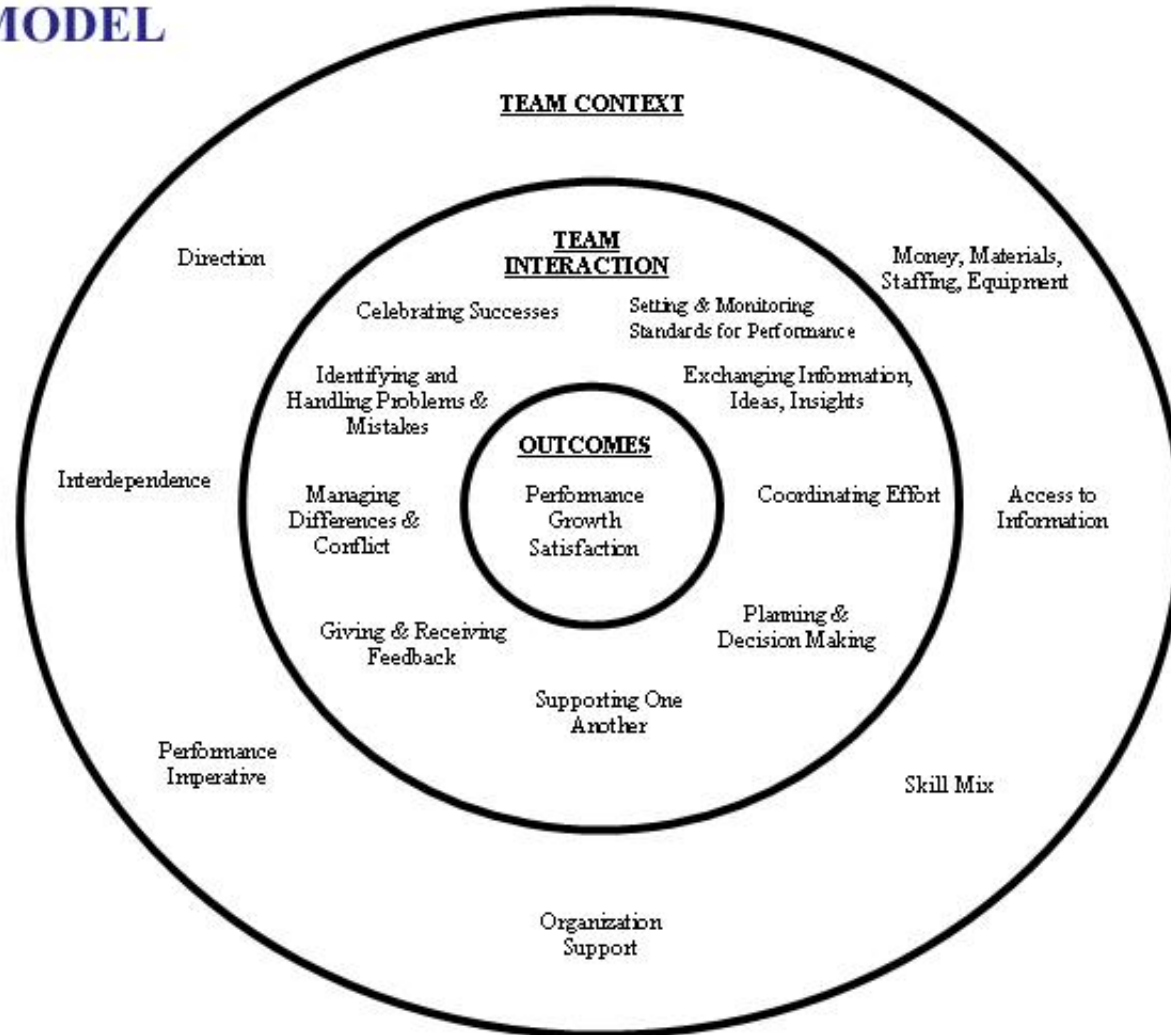 MODEL
TEAM CONTEXT
Direction
Money, Materials,
Staffing, Equipment
Interdependence
Access to
Information
Performance
Imperative
Skill Mix
Organization
Support
TEAM
INTERACTION
Celebrating Successes
Setting & Monitoring
Standards for Performance
Identifying and
Handling Problems &
Mistakes
Exchanging Information,
Ideas, Insights
Managing
Differences &
Conflict
Coordinating Effort
Giving & Receiving
Feedback
Planning &
Decision Making
Supporting One
Another
OUTCOMES
Performance
Growth
Satisfaction